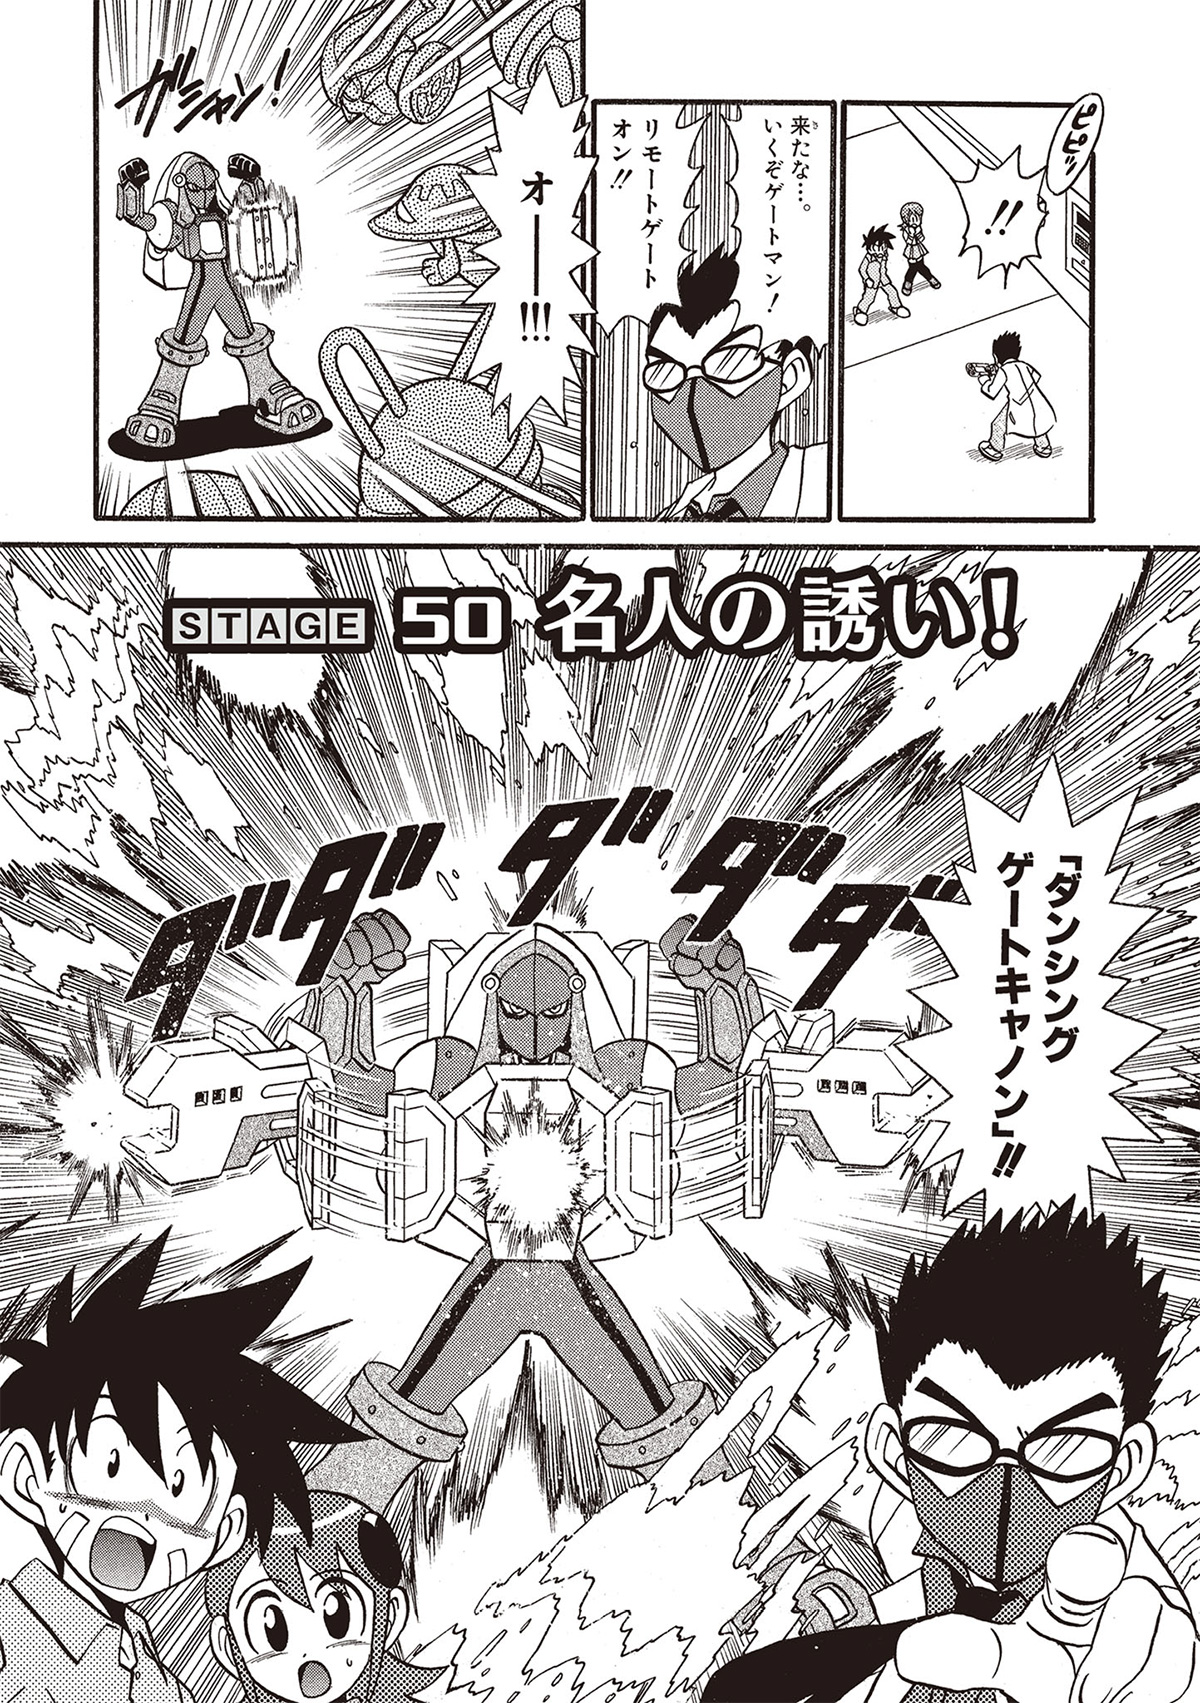 ピピッ
!!
来たな…。
いくぞゲートマン!
リモートゲート
オン!!
オーー!!!
ガシャン!
STAGE 50 名人の誘い!
「ダンシング
ゲートキャノン」!!
ダダダダダ